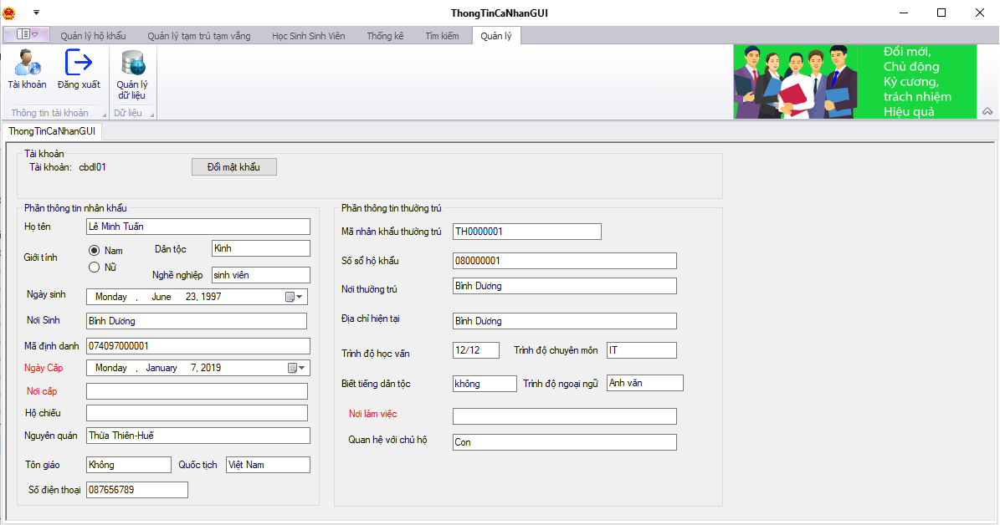 ThongTinCaNhanGUI
Quản lý hộ khẩu Quản lý tạm trú tạm vắng Học Sinh Sinh Viên Thống kê Tìm kiếm Quản lý
Tài khoản Đăng xuất Quản lý dữ liệu
Thông tin tài khoản Dữ liệu
Đổi mới,
Chủ động
Kỷ cương,
trách nhiệm
Hiệu quả
ThongTinCaNhanGUI
Tài khoản
Tài khoản: cbdl01 Đổi mật khẩu
Phần thông tin nhân khẩu
Họ tên Lê Minh Tuấn
Giới tính Nam Nữ
Dân tộc Kinh
Nghề nghiệp sinh viên
Ngày sinh Monday , June 23, 1997
Nơi Sinh Bình Dương
Mã định danh 074097000001
Ngày Cấp Monday , January 7, 2019
Nơi cấp
Hộ chiếu
Nguyên quán Thừa Thiên-Huế
Tôn giáo Không Quốc tịch Việt Nam
Số điện thoại 087656789
Phần thông tin thường trú
Mã nhân khẩu thường trú TH0000001
Số sổ hộ khẩu 080000001
Nơi thường trú Bình Dương
Địa chỉ hiện tại Bình Dương
Trình độ học vấn 12/12 Trình độ chuyên môn IT
Biết tiếng dân tộc không Trình độ ngoại ngữ Anh văn
Nơi làm việc
Quan hệ với chủ hộ Con